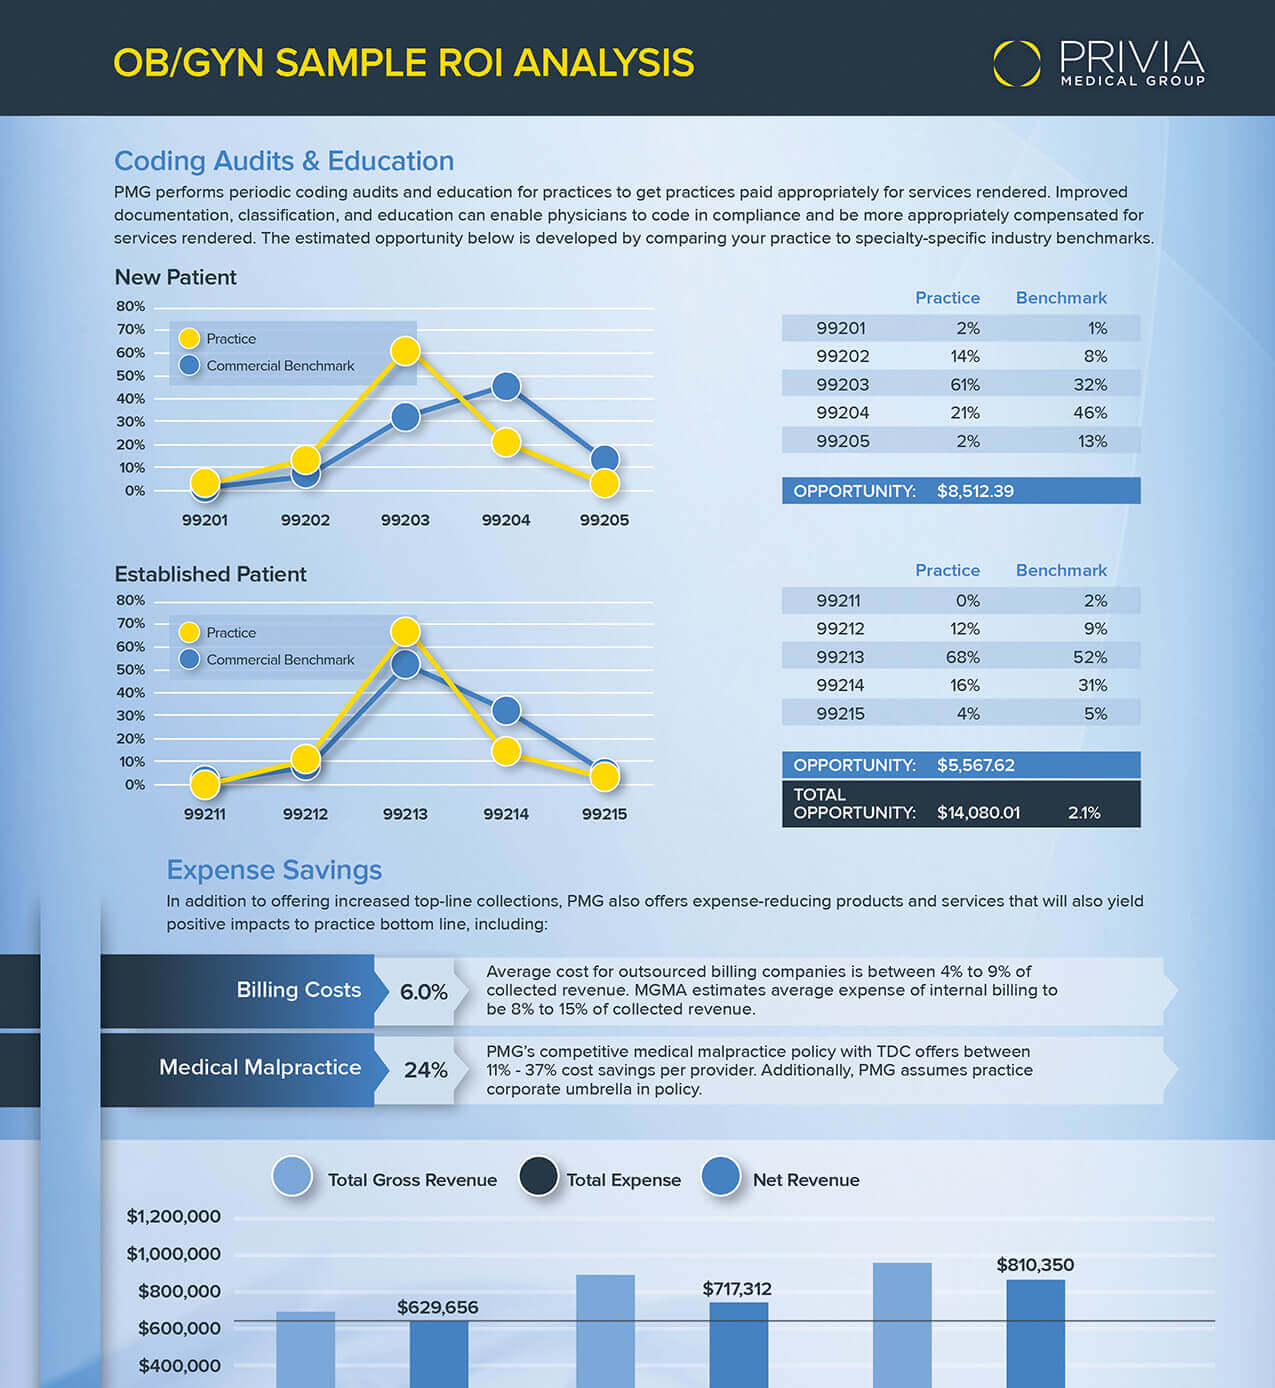 OB/GYN SAMPLE ROI ANALYSIS
PRIVIA
MEDICAL GROUP
Coding Audits & Education
PMG performs periodic coding audits and education for practices to get practices paid appropriately for services rendered. Improved
documentation, classification, and education can enable physicians to code in compliance and be more appropriately compensated for
services rendered. The estimated opportunity below is developed by comparing your practice to specialty-specific industry benchmarks.
New Patient
80%
70%
60%
50%
40%
30%
20%
10%
0%
Practice
Commercial Benchmark
99201 99202 99203 99204 99205
Practice Benchmark
99201 2% 1%
99202 14% 8%
99203 61% 32%
99204 21% 46%
99205 2% 13%
OPPORTUNITY: $8,512.39
Established Patient
80%
70%
60%
50%
40%
30%
20%
10%
0%
Practice
Commercial Benchmark
99211 99212 99213 99214 99215
Practice Benchmark
99211 0% 2%
99212 12% 9%
99213 68% 52%
99214 16% 31%
99215 4% 5%
OPPORTUNITY: $5,567.62
TOTAL
OPPORTUNITY: $14,080.01 2.1%
Expense Savings
In addition to offering increased top-line collections, PMG also offers expense-reducing products and services that will also yield
positive impacts to practice bottom line, including:
Billing Costs
6.0%
Average cost for outsourced billing companies is between 4% to 9% of
collected revenue. MGMA estimates average expense of internal billing to
be 8% to 15% of collected revenue.
Medical Malpractice
24%
PMG's competitive medical malpractice policy with TDC offers between
11% - 37% cost savings per provider. Additionally, PMG assumes practice
corporate umbrella in policy.
Total Gross Revenue Total Expense Net Revenue
$1,200,000
$1,000,000
$800,000
$600,000
$400,000
$629,656
$717,312
$810,350